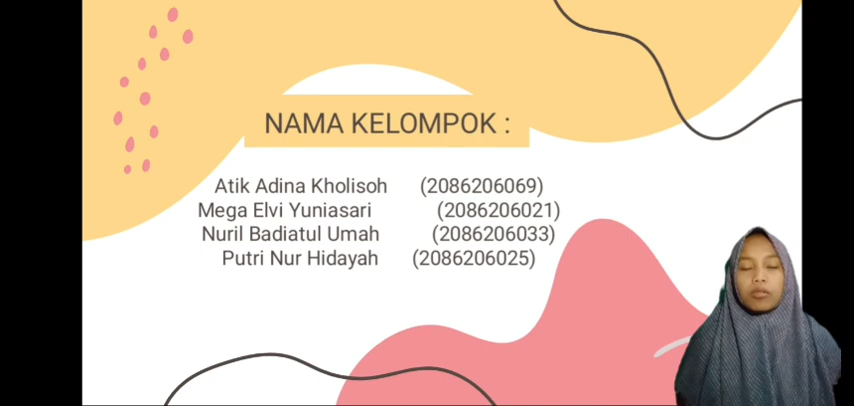 NAMA KELOMPOK :
Atik Adina Kholisoh (2086206069)
Mega Elvi Yuniasari (2086206021)
Nuril Badiatul Umah (2086206033)
Putri Nur Hidayah (2086206025)